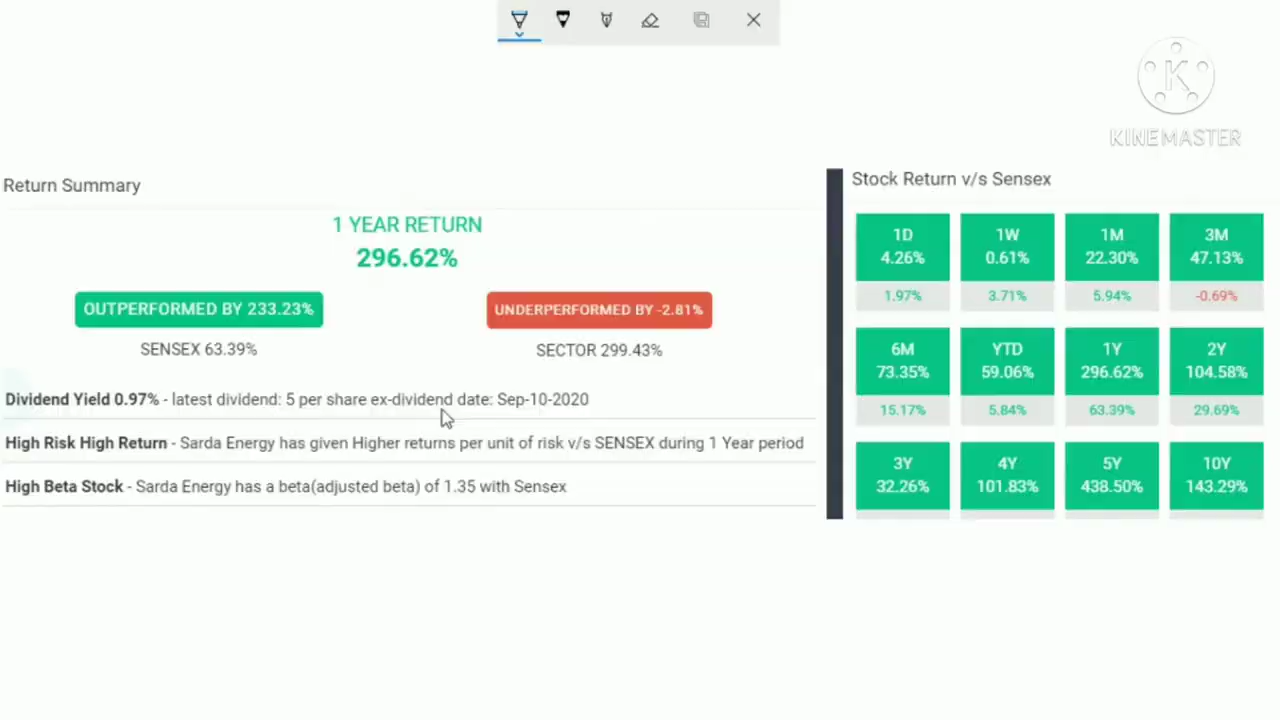 KINEMASTER
Return Summary
1 YEAR RETURN
296.62%
OUTPERFORMED BY 233.23%
UNDERPERFORMED BY -2.81%
SENSEX 63.39%
SECTOR 299.43%
Dividend Yield 0.97% - latest dividend: 5 per share ex-dividend date: Sep-10-2020
High Risk High Return - Sarda Energy has given Higher returns per unit of risk v/s SENSEX during 1 Year period
High Beta Stock - Sarda Energy has a beta(adjusted beta) of 1.35 with Sensex
Stock Return v/s Sensex
1D 1W 1M 3M
4.26% 0.61% 22.30% 47.13%
1.97% 3.71% 5.94% -0.69%
6M YTD 1Y 2Y
73.35% 59.06% 296.62% 104.58%
15.17% 5.84% 63.39% 29.69%
3Y 4Y 5Y 10Y
32.26% 101.83% 438.50% 143.29%